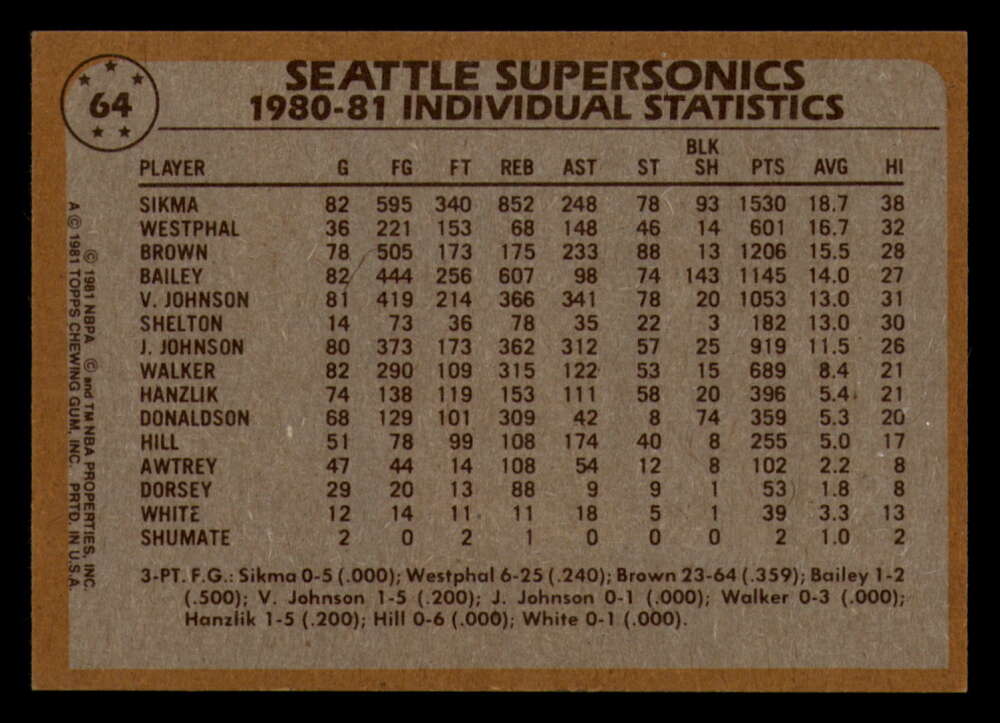 64
SEATTLE SUPERSONICS
1980-81 INDIVIDUAL STATISTICS
PLAYER G FG FT REB AST ST BLK SH PTS AVG HI
SIKMA 82 595 340 852 248 78 93 1530 18.7 38
WESTPHAL 36 221 153 68 148 46 14 601 16.7 32
BROWN 78 505 173 175 233 88 13 1206 15.5 28
BAILEY 82 444 256 607 98 74 143 1145 14.0 27
V. JOHNSON 81 419 214 366 341 78 20 1053 13.0 31
SHELTON 14 73 36 78 35 22 3 182 13.0 30
J. JOHNSON 80 373 173 362 312 57 25 919 11.5 26
WALKER 82 290 109 315 122 53 15 689 8.4 21
HANZLIK 74 138 119 153 111 58 20 396 5.4 21
DONALDSON 68 129 101 309 42 8 74 359 5.3 20
HILL 51 78 99 108 174 40 8 255 5.0 17
AWTREY 47 44 14 108 54 12 8 102 2.2 8
DORSEY 29 20 13 88 9 9 1 53 1.8 8
WHITE 12 14 11 11 18 5 1 39 3.3 13
SHUMATE 2 0 2 1 0 0 0 2 1.0 2
3-PT. F.G.: Sikma 0-5 (.000); Westphal 6-25 (.240); Brown 23-64 (.359); Bailey 1-2
(.500); V. Johnson 1-5 (.200); J. Johnson 0-1 (.000); Walker 0-3 (.000);
Hanzlik 1-5 (.200); Hill 0-6 (.000); White 0-1 (.000).
© 1981 NBPA © and TM NBA PROPERTIES, INC.
A © 1981 TOPPS CHEWING GUM, INC. PRTD. IN U.S.A.